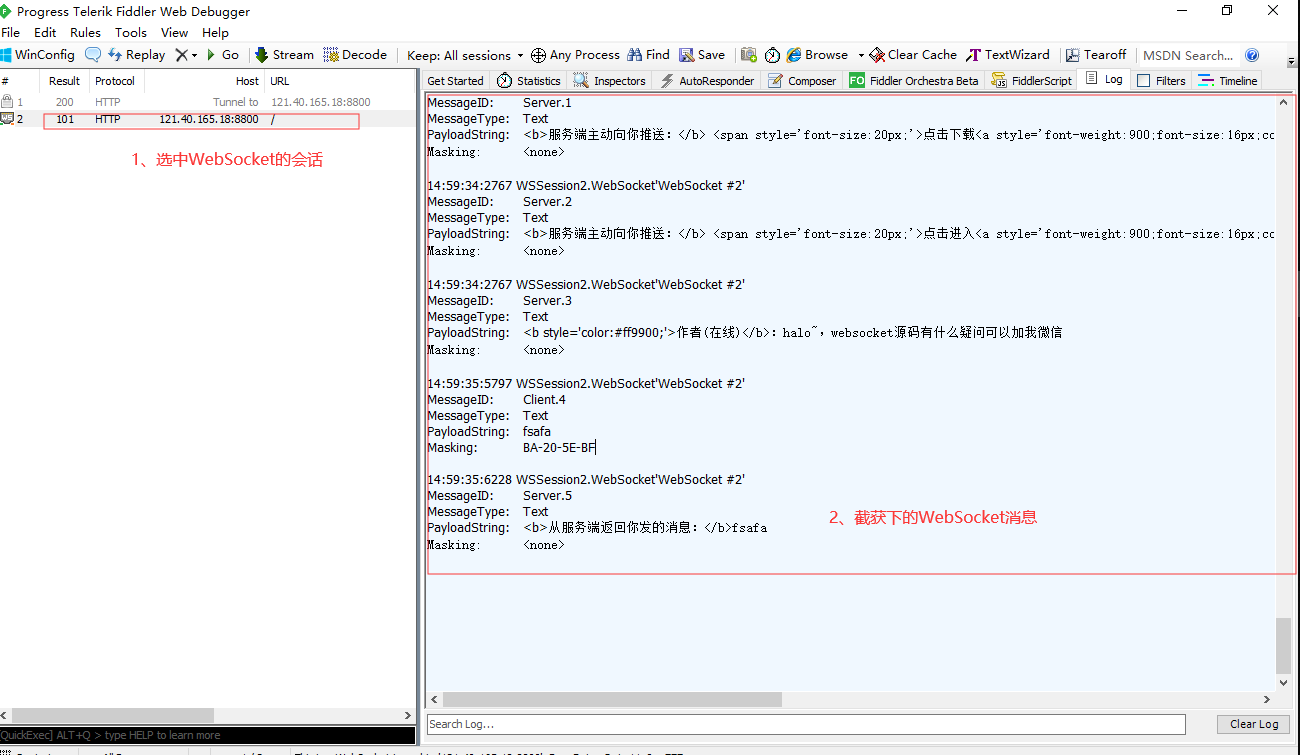 Progress Telerik Fiddler Web Debugger
File Edit Rules Tools View Help
WinConfig Replay Go Stream Decode Keep: All sessions Any Process Find Save Browse Clear Cache TextWizard Tearoff MSDN Search...
# Result Protocol Host URL
1 200 HTTP Tunnel to 121.40.165.18:8800
2 101 HTTP 121.40.165.18:8800 /
1、选中WebSocket的会话
Get Started Statistics Inspectors AutoResponder Composer FO Fiddler Orchestra Beta FiddlerScript Log Filters Timeline
MessageID: Server.1
MessageType: Text
PayloadString: <b>服务端主动向你推送：</b> <span style='font-size:20px;'>点击下载<a style='font-weight:900;font-size:16px;co
Masking: <none>
14:59:34:2767 WSSession2.WebSocket'WebSocket #2'
MessageID: Server.2
MessageType: Text
PayloadString: <b>服务端主动向你推送：</b> <span style='font-size:20px;'>点击进入<a style='font-weight:900;font-size:16px;co
Masking: <none>
14:59:34:2767 WSSession2.WebSocket'WebSocket #2'
MessageID: Server.3
MessageType: Text
PayloadString: <b style='color:#ff9900;'>作者(在线)</b>：halo~，websocket源码有什么疑问可以加我微信
Masking: <none>
14:59:35:5797 WSSession2.WebSocket'WebSocket #2'
MessageID: Client.4
MessageType: Text
PayloadString: fsafa
Masking: BA-20-5E-BF
14:59:35:6228 WSSession2.WebSocket'WebSocket #2'
MessageID: Server.5
MessageType: Text
PayloadString: <b>从服务端返回你发的消息：</b>fsafa
Masking: <none>
2、截获下的WebSocket消息
Search Log...
Clear Log
[QuickExec] ALT+Q > type HELP to learn more